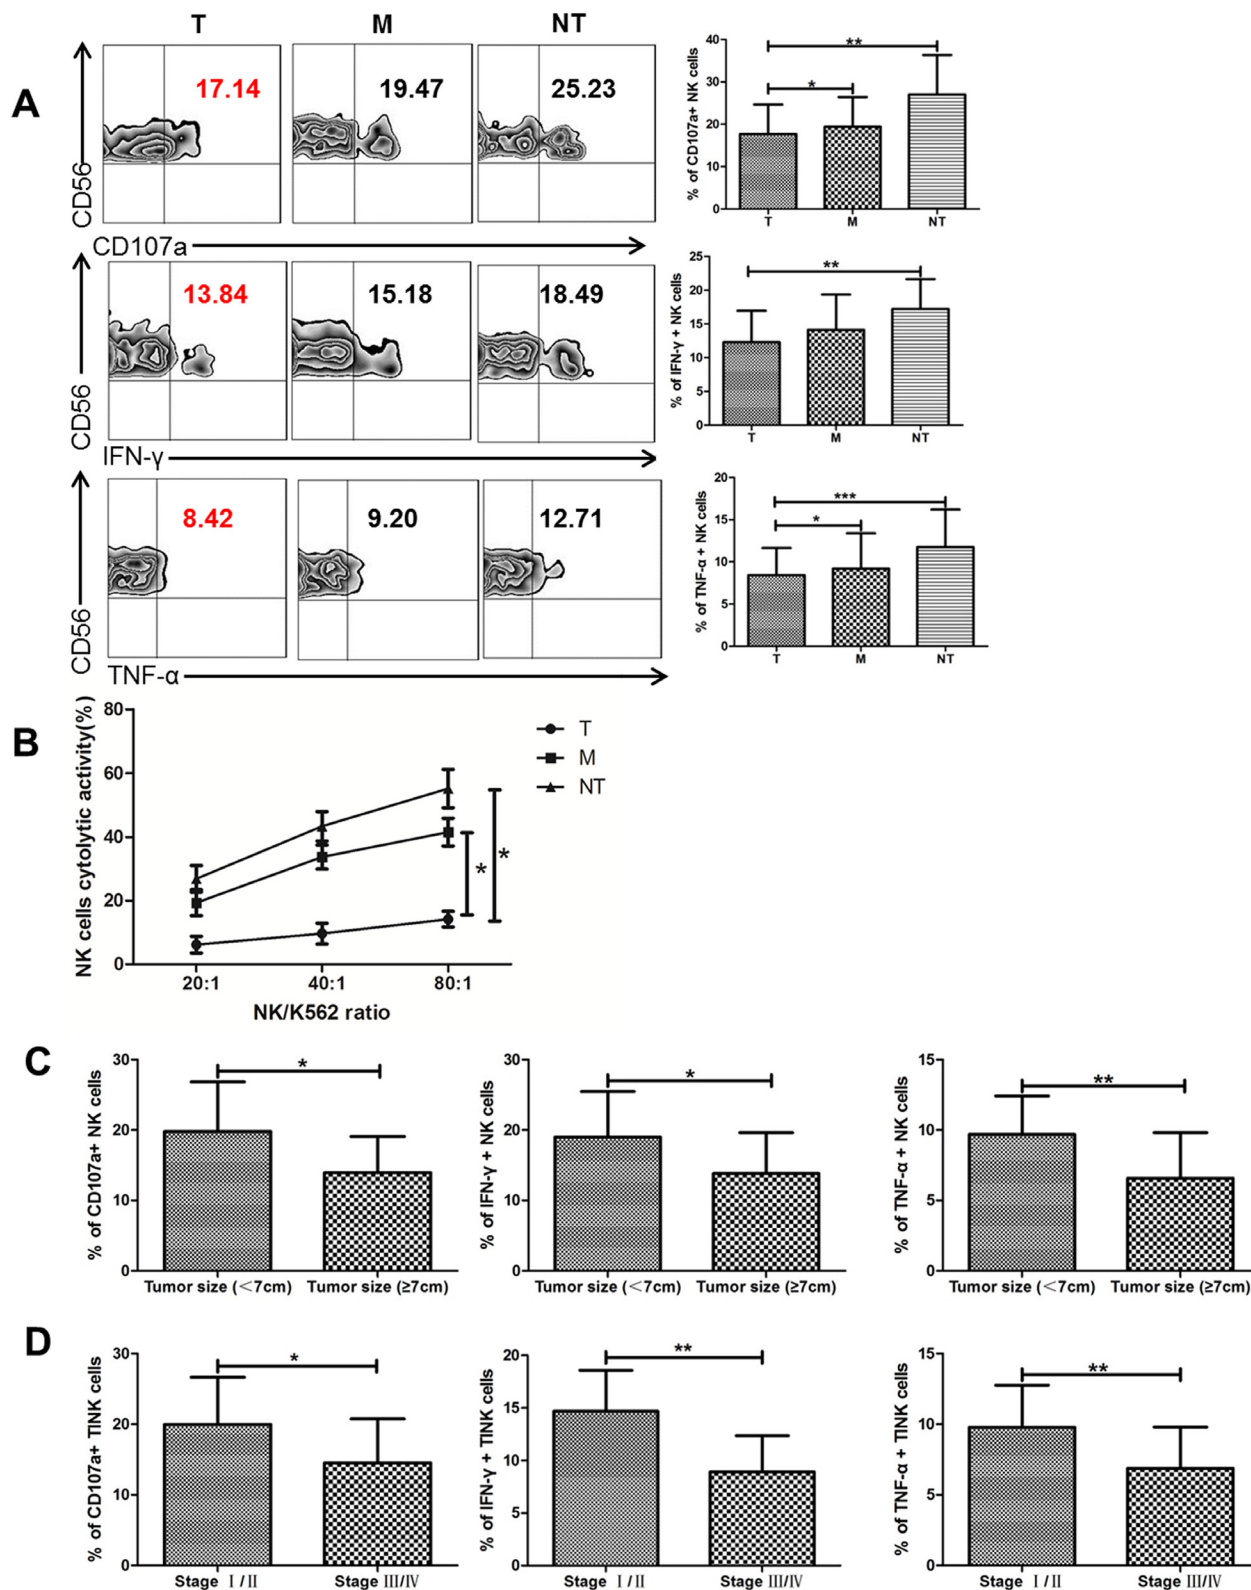 T M NT
A
17.14 19.47 25.23
CD56
CD107a
% of CD107a+ NK cells
40
30
20
10
0
** 
*
T M NT
13.84 15.18 18.49
CD56
IFN-γ
% of IFN-γ + NK cells
25
20
15
10
5
0
**
T M NT
8.42 9.20 12.71
CD56
TNF-α
% of TNF-α + NK cells
20
15
10
5
0
***
*
T M NT
B
NK cells cytolytic activity(%)
80
60
40
20
0
T
M
NT
* *
20:1 40:1 80:1
NK/K562 ratio
C
% of CD107a+ NK cells
30
20
10
0
*
Tumor size (<7cm) Tumor size (≥7cm)
% of IFN-γ + NK cells
30
20
10
0
*
Tumor size (<7cm) Tumor size (≥7cm)
% of TNF-α + NK cells
15
10
5
0
**
Tumor size (<7cm) Tumor size (≥7cm)
D
% of CD107a+ TINK cells
30
20
10
0
*
Stage Ⅰ/Ⅱ Stage Ⅲ/Ⅳ
% of IFN-γ + TINK cells
20
15
10
5
0
**
Stage Ⅰ/Ⅱ Stage Ⅲ/Ⅳ
% of TNF-α + TINK cells
15
10
5
0
**
Stage Ⅰ/Ⅱ Stage Ⅲ/Ⅳ